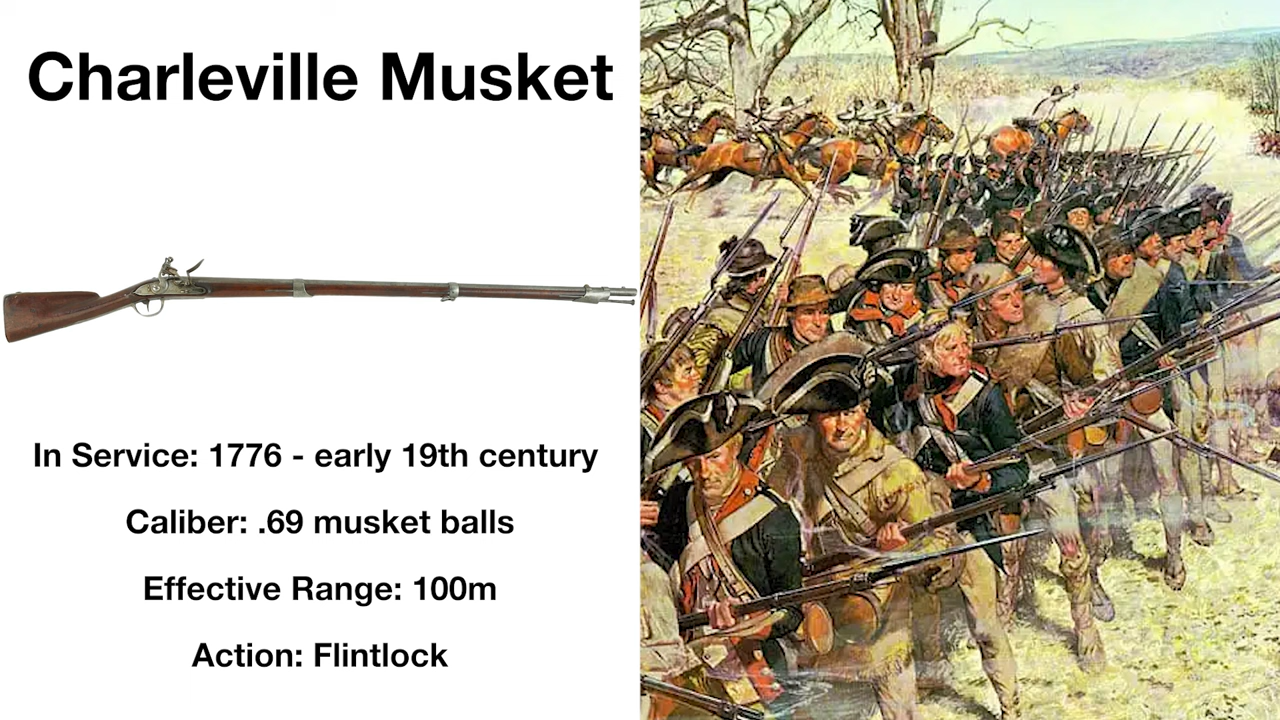 Charleville Musket
In Service: 1776 - early 19th century
Caliber: .69 musket balls
Effective Range: 100m
Action: Flintlock